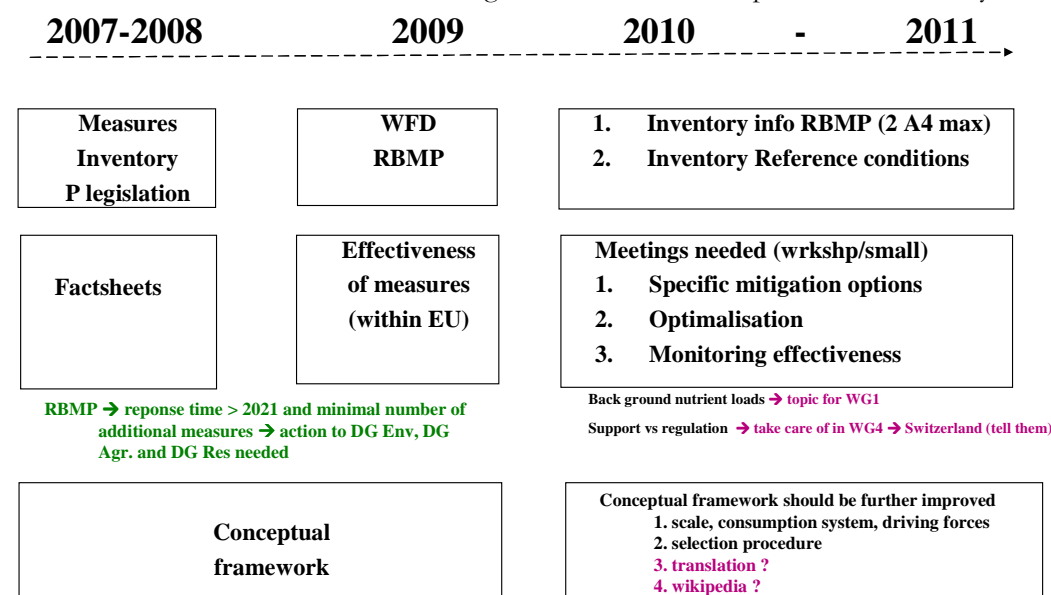 2007-2008 2009 2010 - 2011
Measures
Inventory
P legislation
WFD
RBMP
1. Inventory info RBMP (2 A4 max)
2. Inventory Reference conditions
Factsheets
Effectiveness
of measures
(within EU)
Meetings needed (wrkshp/small)
1. Specific mitigation options
2. Optimalisation
3. Monitoring effectiveness
RBMP → reponse time > 2021 and minimal number of
additional measures → action to DG Env, DG
Agr. and DG Res needed
Back ground nutrient loads → topic for WG1
Support vs regulation → take care of in WG4 → Switzerland (tell them)
Conceptual
framework
Conceptual framework should be further improved
1. scale, consumption system, driving forces
2. selection procedure
3. translation ?
4. wikipedia ?